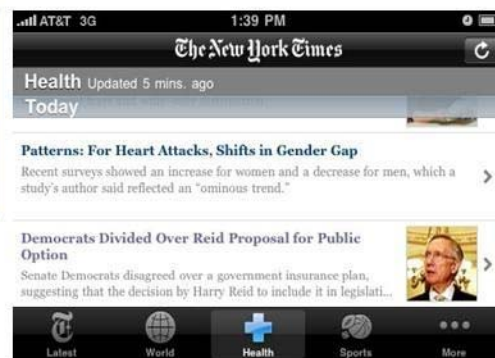 AT&T 3G 1:39 PM
The New York Times
Health Updated 5 mins. ago
Today
Patterns: For Heart Attacks, Shifts in Gender Gap
Recent surveys showed an increase for women and a decrease for men, which a
study's author said reflected an "ominous trend."
Democrats Divided Over Reid Proposal for Public
Option
Senate Democrats disagreed over a government insurance plan,
suggesting that the decision by Harry Reid to include it in legislati...
Latest World Health Sports More